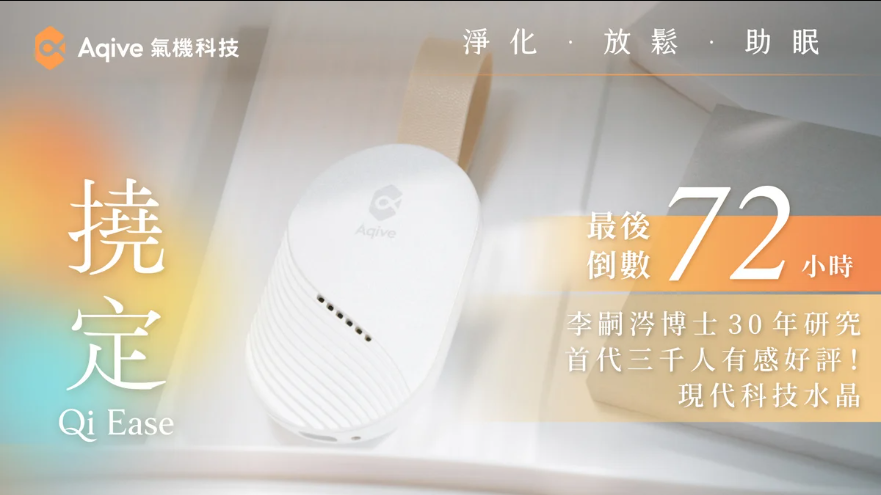 Aqive 氣機科技
淨化·放鬆·助眠
撓定
Qi Ease
Aqive
最後倒數 72 小時
李嗣涔博士30年研究
首代三千人有感好評！
現代科技水晶